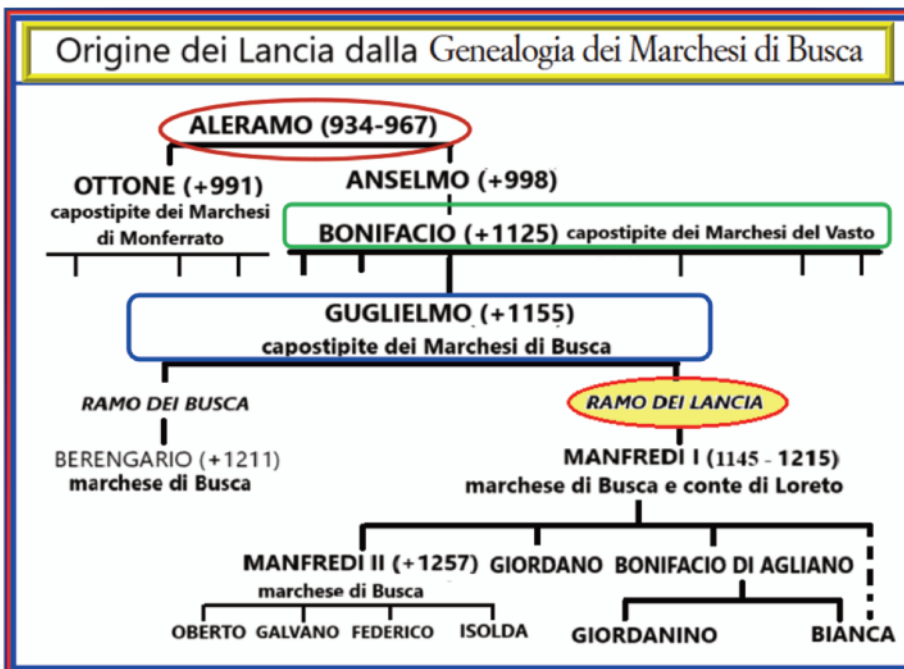 Origine dei Lancia dalla Genealogia dei Marchesi di Busca
ALERAMO (934-967)
OTTONE (+991)
capostipite dei Marchesi
di Monferrato
ANSELMO (+998)
BONIFACIO (+1125) capostipite dei Marchesi del Vasto
GUGLIELMO (+1155)
capostipite dei Marchesi di Busca
RAMO DEI BUSCA
RAMO DEI LANCIA
BERENGARIO (+1211)
marchese di Busca
MANFREDI I (1145 - 1215)
marchese di Busca e conte di Loreto
MANFREDI II (+1257)
marchese di Busca
GIORDANO
BONIFACIO DI AGLIANO
OBERTO
GALVANO
FEDERICO
ISOLDA
GIORDANINO
BIANCA